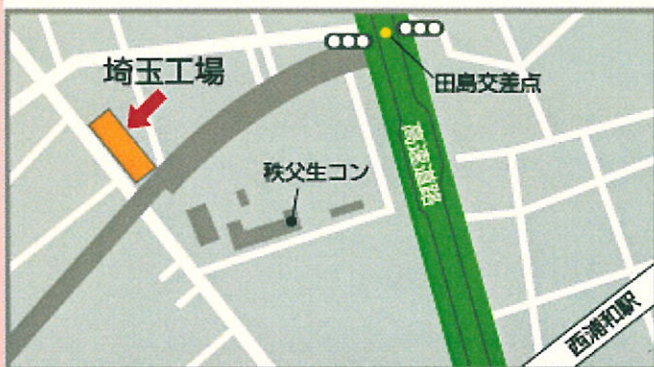 埼玉工場
田島交差点
高速道路
秩父生コン
西浦和駅